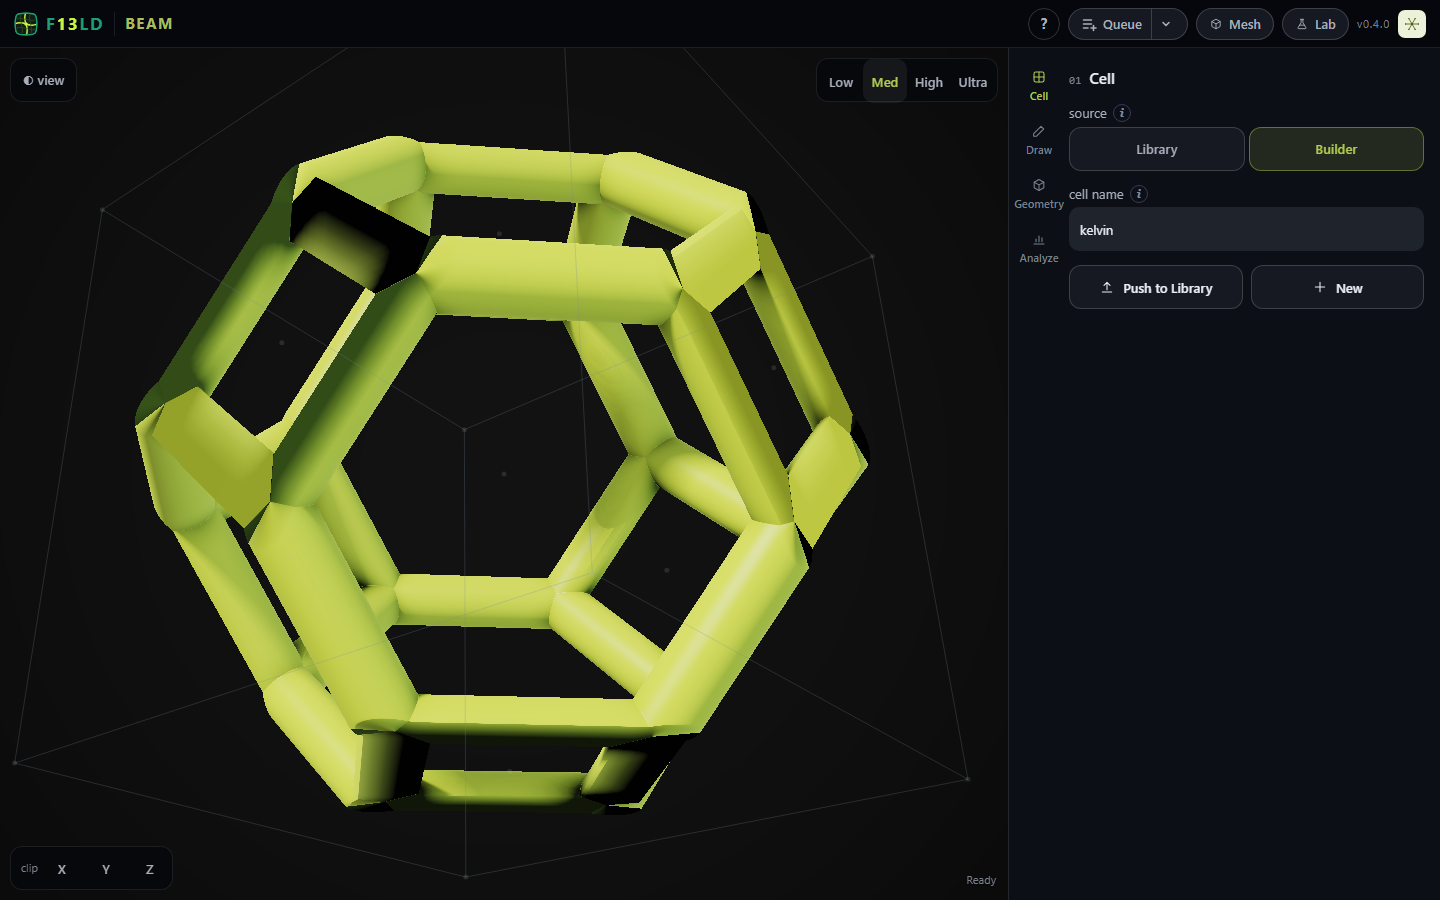 F13LD BEAM
? Queue Mesh Lab v0.4.0
view
Low Med High Ultra
Cell
Draw
Geometry
Analyze
01 Cell
source i
Library Builder
cell name i
kelvin
Push to Library + New
clip X Y Z
Ready